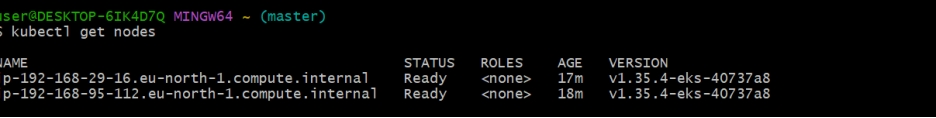 user@DESKTOP-6IK4D7Q MINGW64 ~ (master)
$ kubectl get nodes
NAME STATUS ROLES AGE VERSION
p-192-168-29-16.eu-north-1.compute.internal Ready <none> 17m v1.35.4-eks-40737a8
p-192-168-95-112.eu-north-1.compute.internal Ready <none> 18m v1.35.4-eks-40737a8